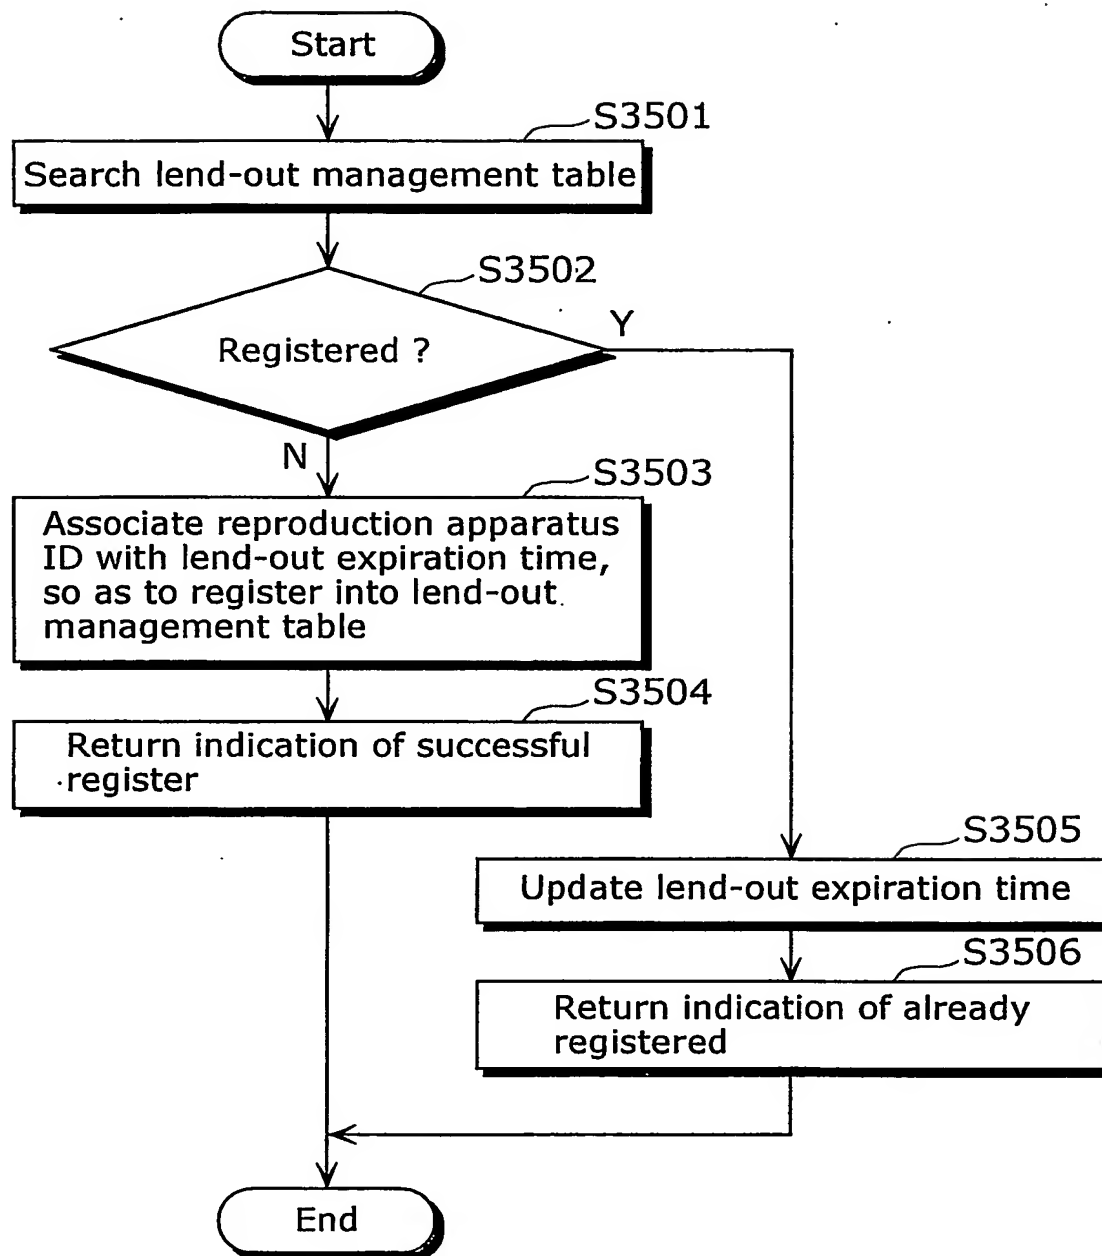 Start
S3501
Search lend-out management table
S3502
Registered ?
Y
N
S3503
Associate reproduction apparatus
ID with lend-out expiration time,
so as to register into lend-out
management table
S3504
Return indication of successful
register
S3505
Update lend-out expiration time
S3506
Return indication of already
registered
End